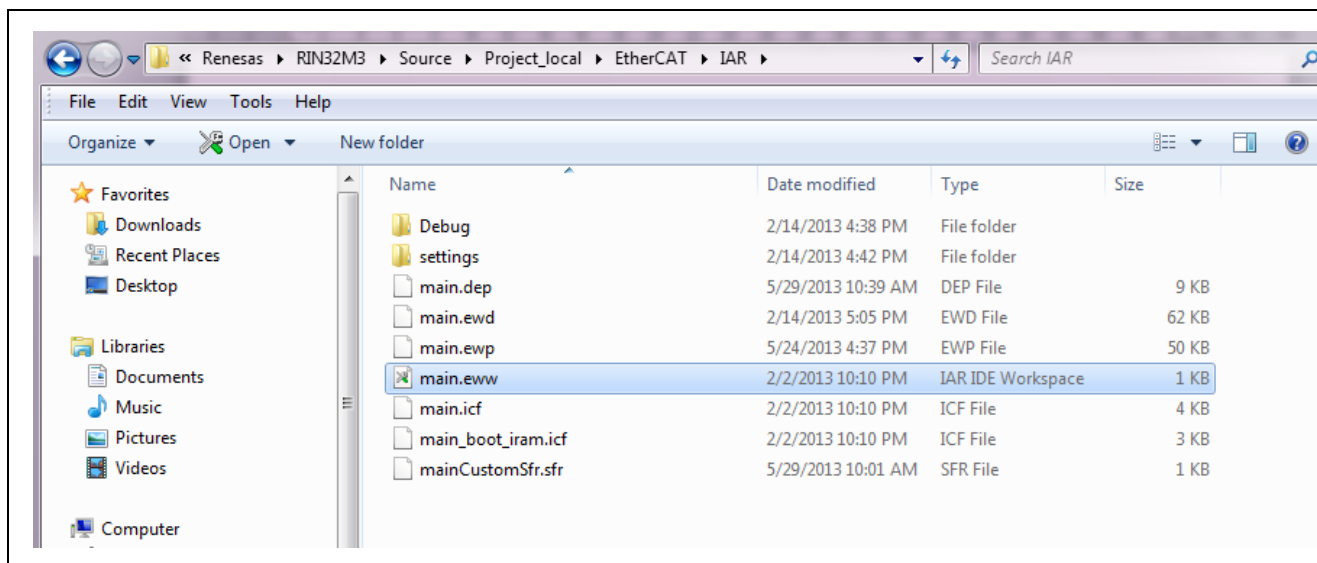 « Renesas ▸ RIN32M3 ▸ Source ▸ Project_local ▸ EtherCAT ▸ IAR ▸ Search IAR
File Edit View Tools Help
Organize ▾ Open ▾ New folder
Name Date modified Type Size
Favorites
Downloads
Recent Places
Desktop
Libraries
Documents
Music
Pictures
Videos
Computer
Debug 2/14/2013 4:38 PM File folder
settings 2/14/2013 4:42 PM File folder
main.dep 5/29/2013 10:39 AM DEP File 9 KB
main.ewd 2/14/2013 5:05 PM EWD File 62 KB
main.ewp 5/24/2013 4:37 PM EWP File 50 KB
main.eww 2/2/2013 10:10 PM IAR IDE Workspace 1 KB
main.icf 2/2/2013 10:10 PM ICF File 4 KB
main_boot_iram.icf 2/2/2013 10:10 PM ICF File 3 KB
mainCustomSfr.sfr 5/29/2013 10:01 AM SFR File 1 KB